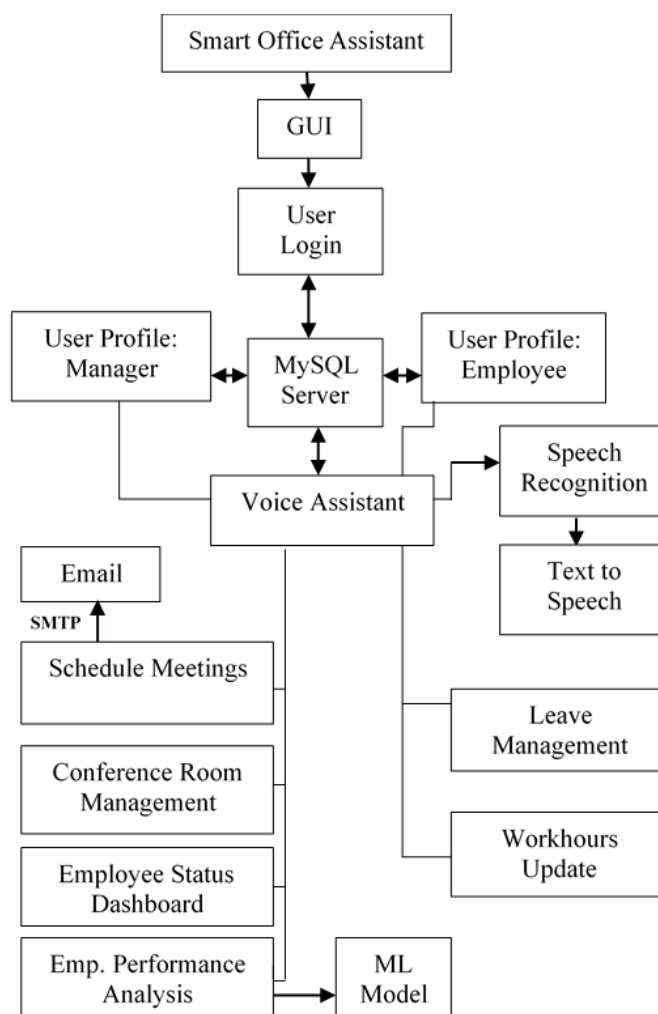 Smart Office Assistant
GUI
User
Login
User Profile:
Manager
MySQL
Server
User Profile:
Employee
Voice Assistant
Speech
Recognition
Text to
Speech
Email
SMTP
Schedule Meetings
Conference Room
Management
Employee Status
Dashboard
Emp. Performance
Analysis
ML
Model
Leave
Management
Workhours
Update